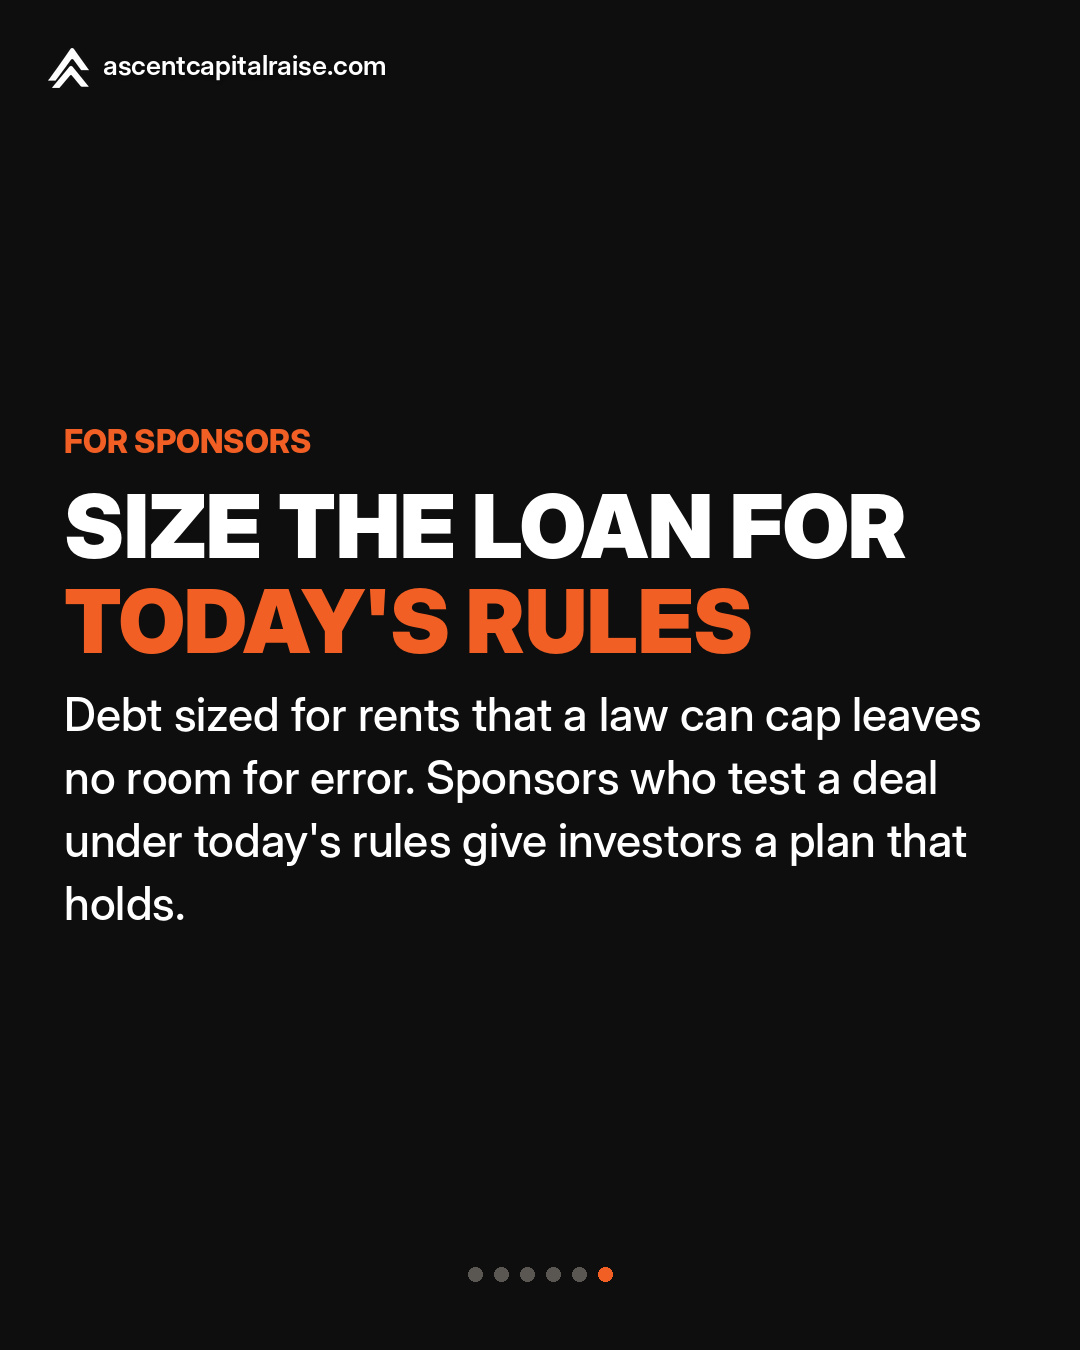 ascentcapitalraise.com
FOR SPONSORS
SIZE THE LOAN FOR
TODAY'S RULES
Debt sized for rents that a law can cap leaves
no room for error. Sponsors who test a deal
under today's rules give investors a plan that
holds.